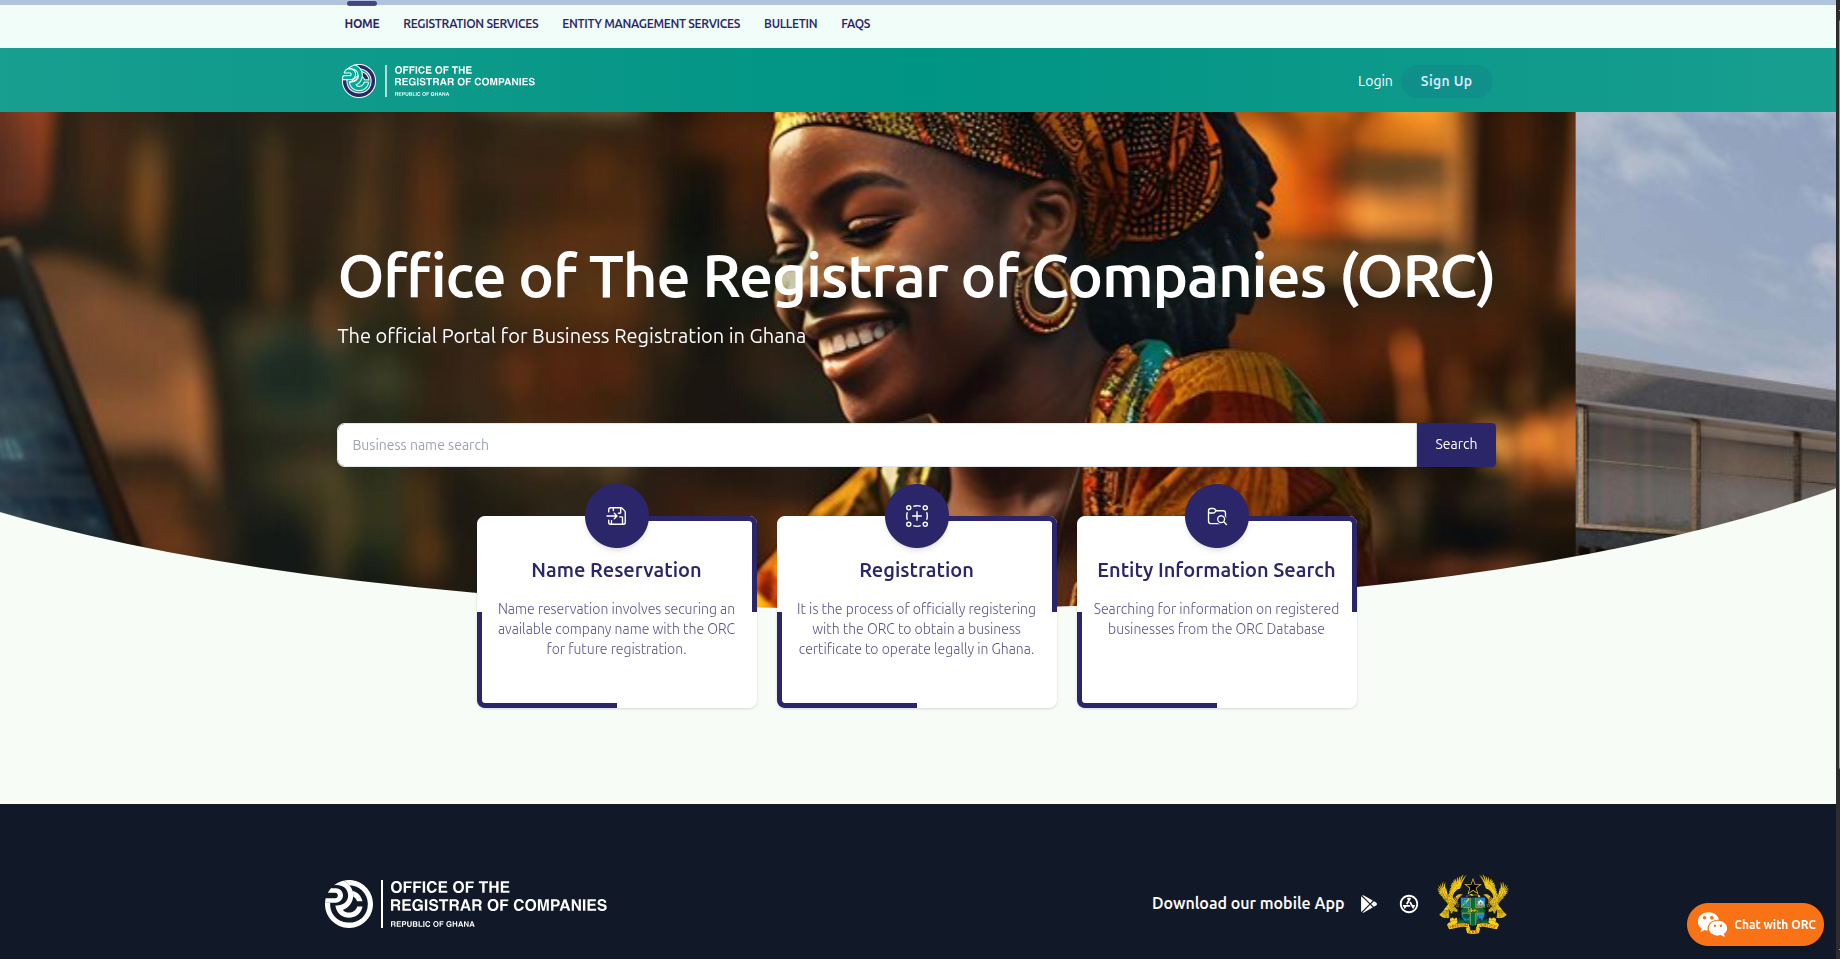 HOME REGISTRATION SERVICES ENTITY MANAGEMENT SERVICES BULLETIN FAQS
OFFICE OF THE
REGISTRAR OF COMPANIES
REPUBLIC OF GHANA
Login Sign Up
Office of The Registrar of Companies (ORC)
The official Portal for Business Registration in Ghana
Business name search Search
Name Reservation
Name reservation involves securing an
available company name with the ORC
for future registration.
Registration
It is the process of officially registering
with the ORC to obtain a business
certificate to operate legally in Ghana.
Entity Information Search
Searching for information on registered
businesses from the ORC Database
OFFICE OF THE
REGISTRAR OF COMPANIES
REPUBLIC OF GHANA
Download our mobile App
Chat with ORC